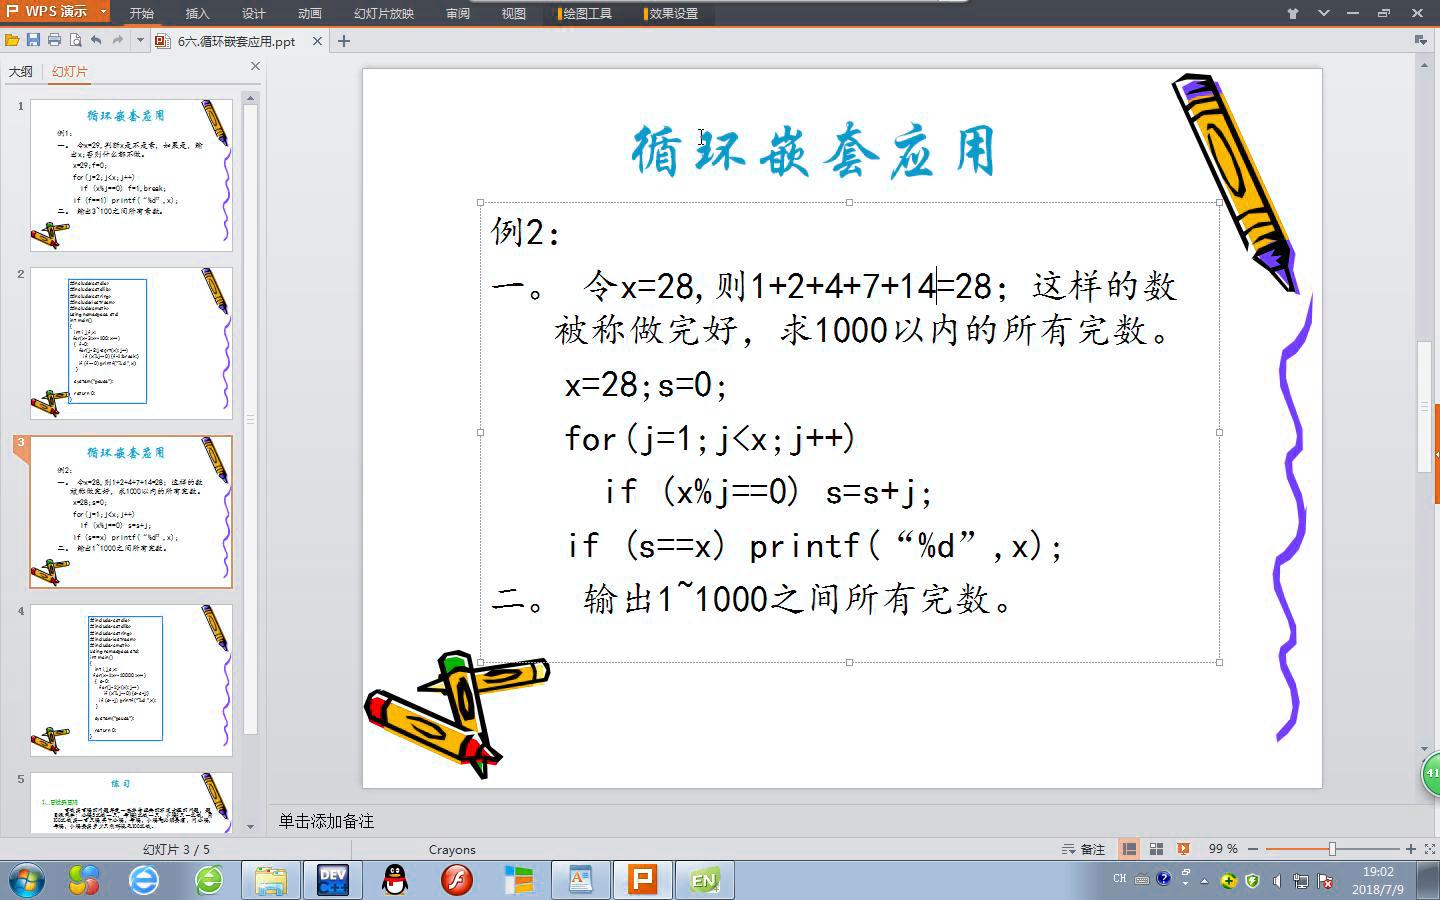 WPS 演示
开始 插入 设计 动画 幻灯片放映 审阅 视图 绘图工具 效果设置
6六.循环嵌套应用.ppt
大纲 幻灯片
1
循环嵌套应用
例1:
一。 令x=29,判断x是不是素,如果是,输
出x;否则什么都不做。
x=29;f=0;
for(j=2;j<x;j++)
if (x%j==0) f=1,break;
if (f==1) printf(“%d”,x);
二。 输出3~100之间所有素数。
2
3
循环嵌套应用
例2:
一。 令x=28,则1+2+4+7+14=28；这样的数
被称做完好，求1000以内的所有完数。
x=28;s=0;
for(j=1;j<x;j++)
if (x%j==0) s=s+j;
if (s==x) printf(“%d”,x);
二。 输出1~1000之间所有完数。
4
5
练习
循环嵌套应用
例2：
一。 令x=28,则1+2+4+7+14=28；这样的数
被称做完好，求1000以内的所有完数。
x=28;s=0;
for(j=1;j<x;j++)
if (x%j==0) s=s+j;
if (s==x) printf(“%d”,x);
二。 输出1~1000之间所有完数。
41
单击添加备注
幻灯片 3 / 5 Crayons 备注 99 %
DEV C++ EN CH 19:02
2018/7/9